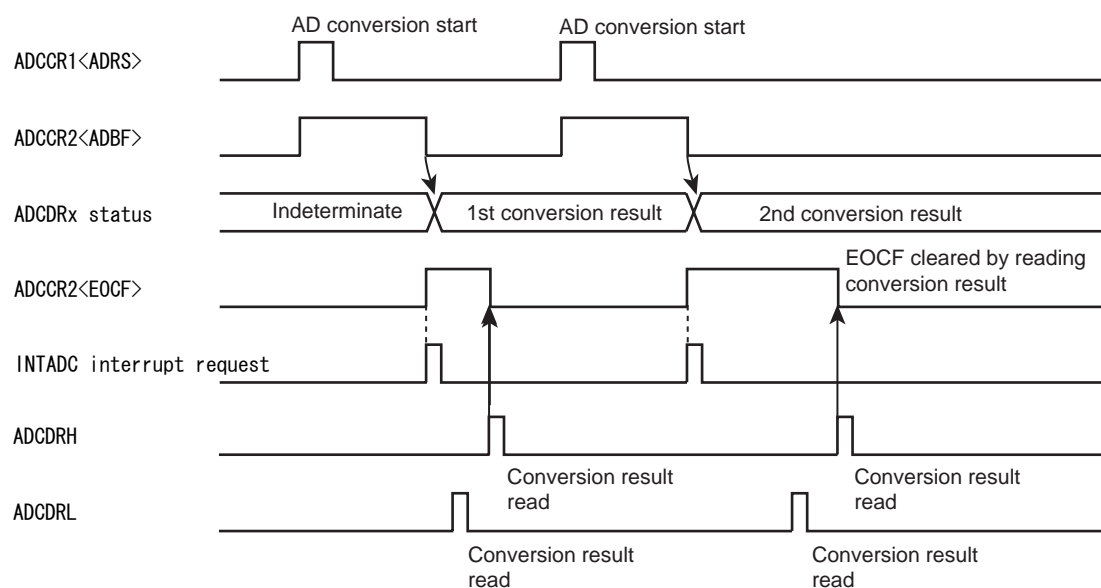 AD conversion start
AD conversion start
ADCCR1<ADRS>
ADCCR2<ADBF>
ADCDRx status
Indeterminate
1st conversion result
2nd conversion result
EOCF cleared by reading
conversion result
ADCCR2<EOCF>
INTADC interrupt request
ADCDRH
Conversion result
read
Conversion result
read
ADCDRL
Conversion result
read
Conversion result
read